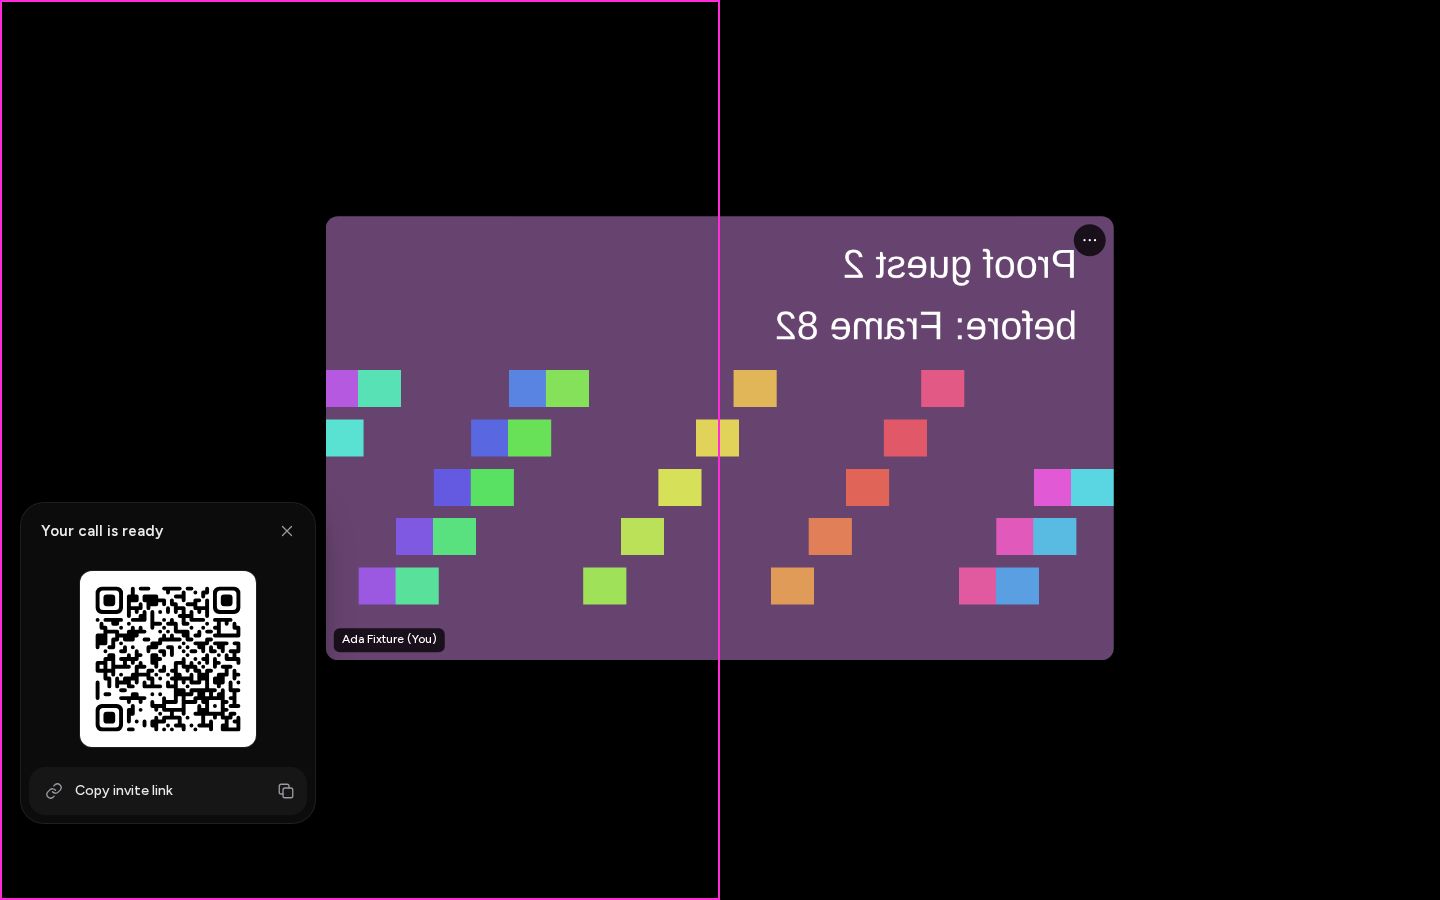 Proof guest 2
before: Frame 82
Your call is ready
Ada Fixture (You)
Copy invite link